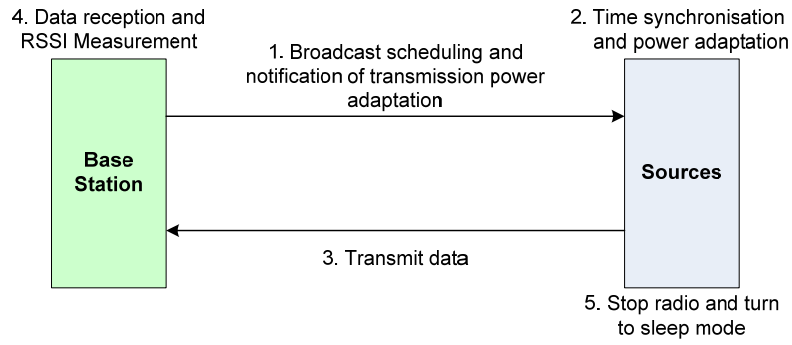 4. Data reception and
RSSI Measurement
1. Broadcast scheduling and
notification of transmission power
adaptation
2. Time synchronisation
and power adaptation
Base
Station
Sources
3. Transmit data
5. Stop radio and turn
to sleep mode